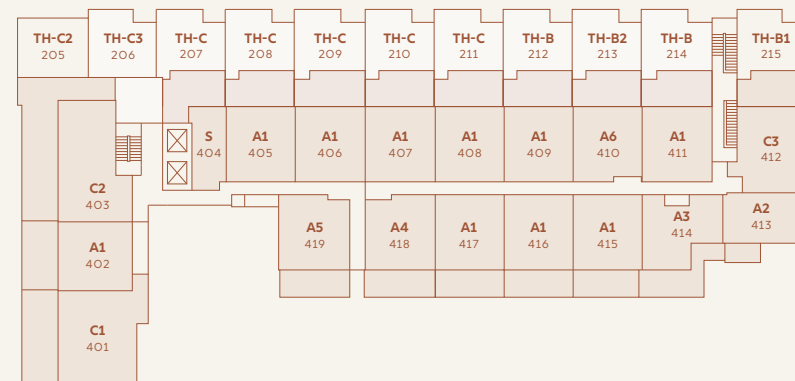 TH-C2
205
TH-C3
206
TH-C
207
TH-C
208
TH-C
209
TH-C
210
TH-C
211
TH-B
212
TH-B2
213
TH-B
214
TH-B1
215
S
404
A1
405
A1
406
A1
407
A1
408
A1
409
A6
410
A1
411
C3
412
C2
403
A5
419
A4
418
A1
417
A1
416
A1
415
A3
414
A2
413
A1
402
C1
401